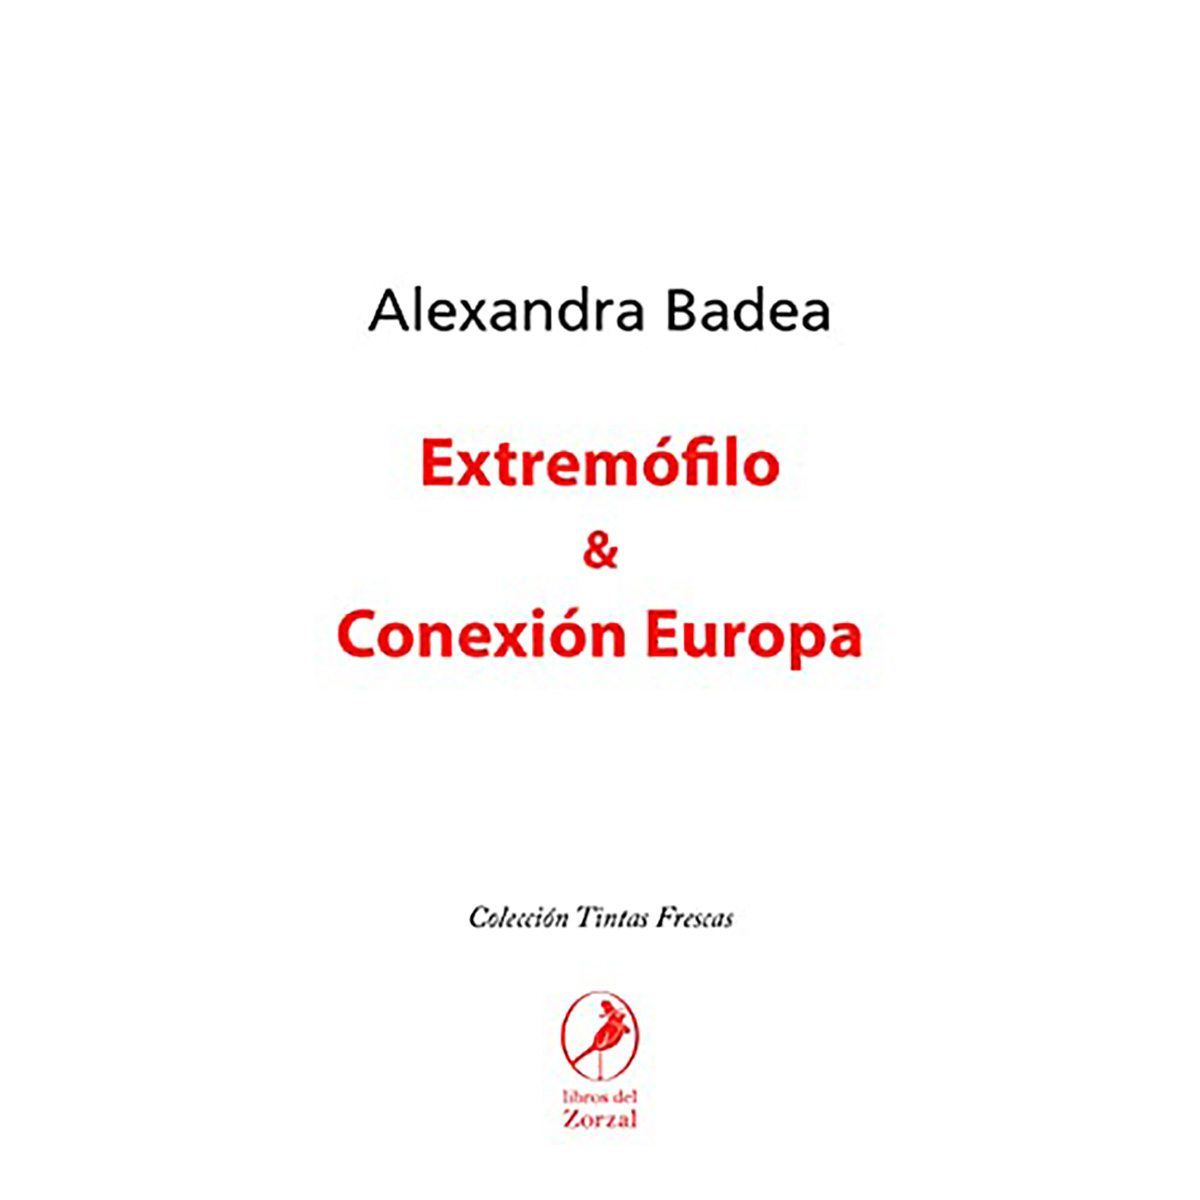 Alexandra Badea
Extremófilo
&
Conexión Europa
Colección Tintas Frescas
libros del
Zorzal